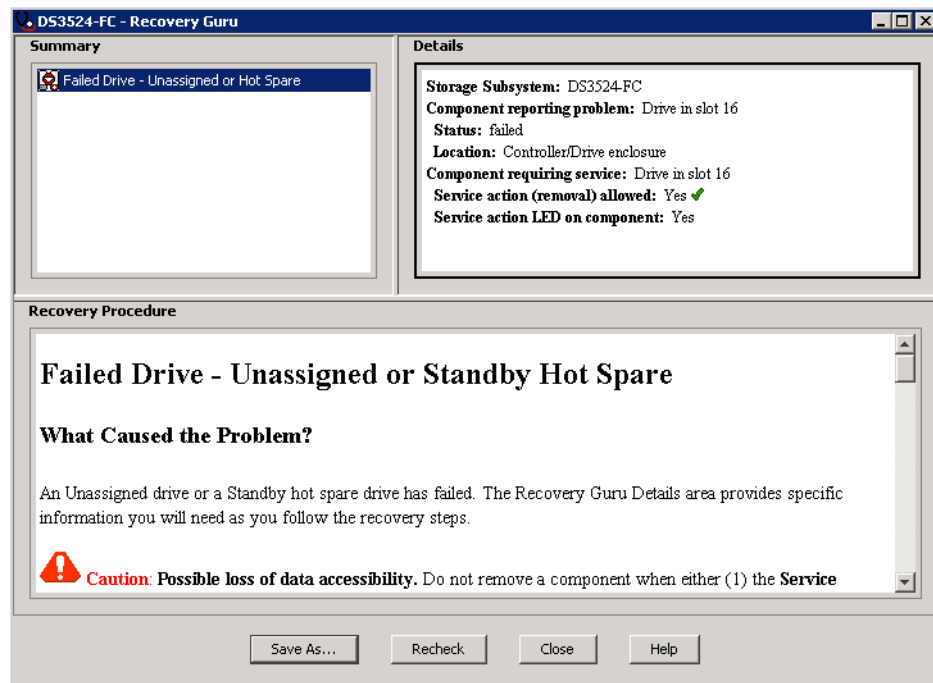 DS3524-FC - Recovery Guru
Summary
Failed Drive - Unassigned or Hot Spare
Details
Storage Subsystem: DS3524-FC
Component reporting problem: Drive in slot 16
Status: failed
Location: Controller/Drive enclosure
Component requiring service: Drive in slot 16
Service action (removal) allowed: Yes ✔
Service action LED on component: Yes
Recovery Procedure
Failed Drive - Unassigned or Standby Hot Spare
What Caused the Problem?
An Unassigned drive or a Standby hot spare drive has failed. The Recovery Guru Details area provides specific
information you will need as you follow the recovery steps.
Caution: Possible loss of data accessibility. Do not remove a component when either (1) the Service
Save As...
Recheck
Close
Help